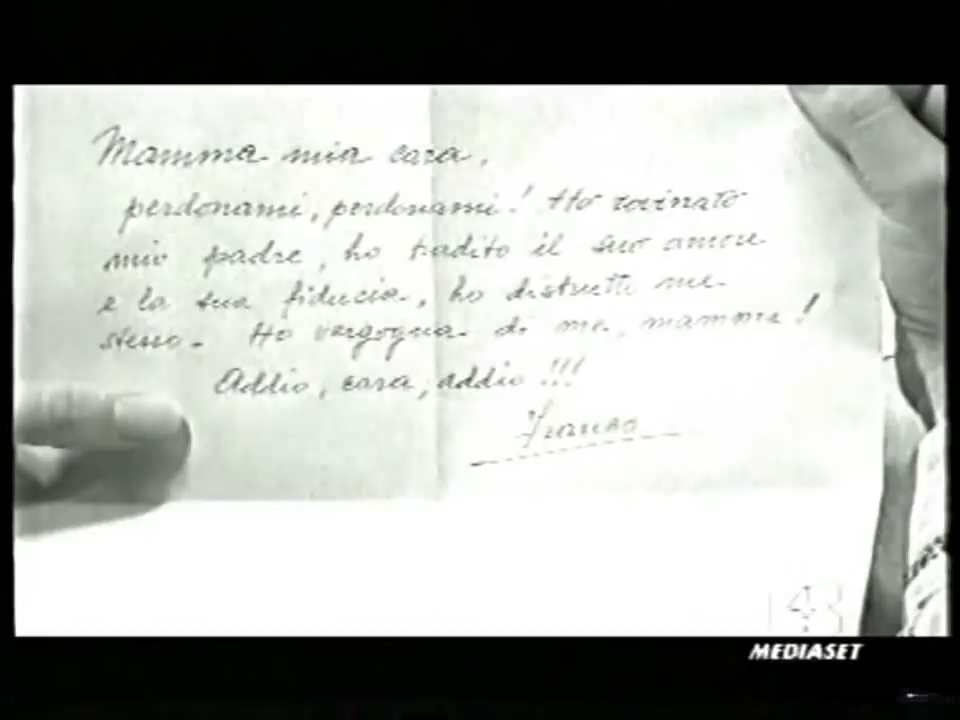 Mamma mia cara,
perdonami, perdonami! Ho rovinato
mio padre, ho tradito il suo amore
e la sua fiducia, ho distrutto me
stesso. Ho vergogna di me, mamma!
Addio, cara, addio!!!
Franco
4
MEDIASET